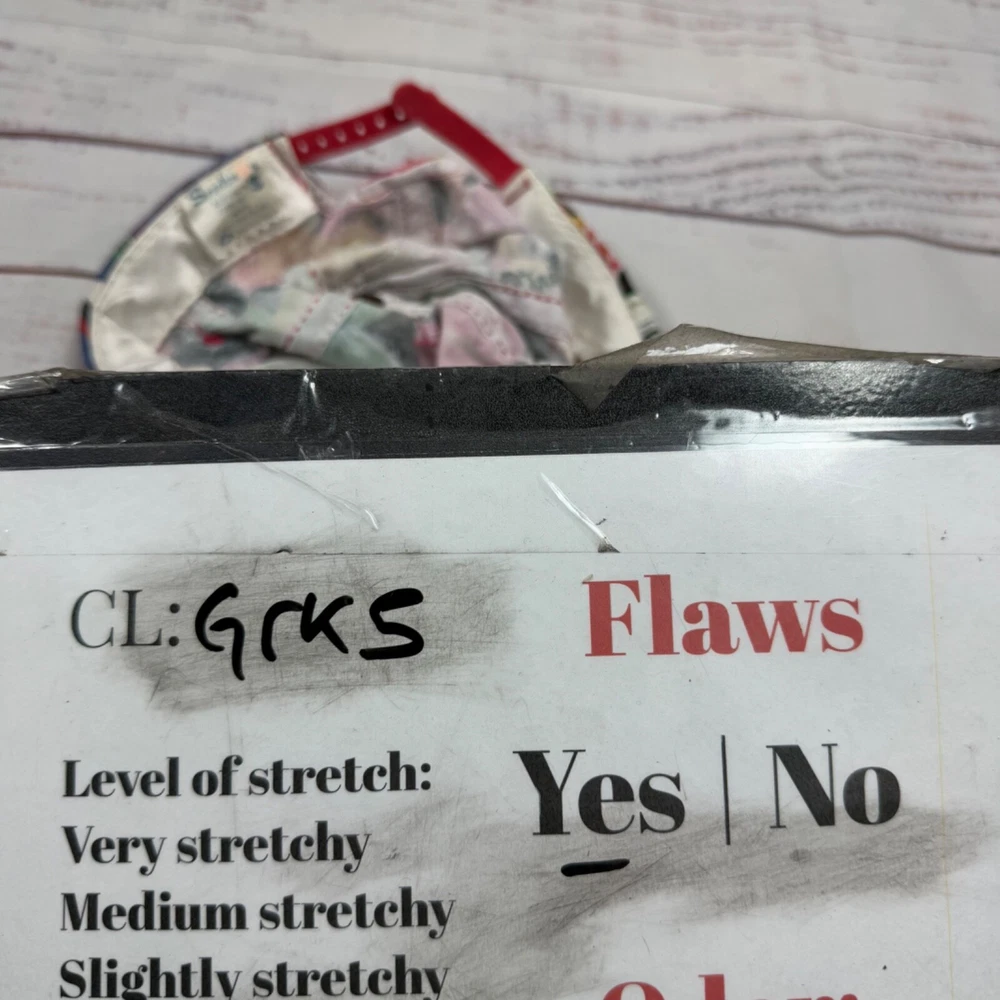 CL: GrKS
Flaws
Level of stretch:
Very stretchy
Medium stretchy
Slightly stretchy
Yes | No